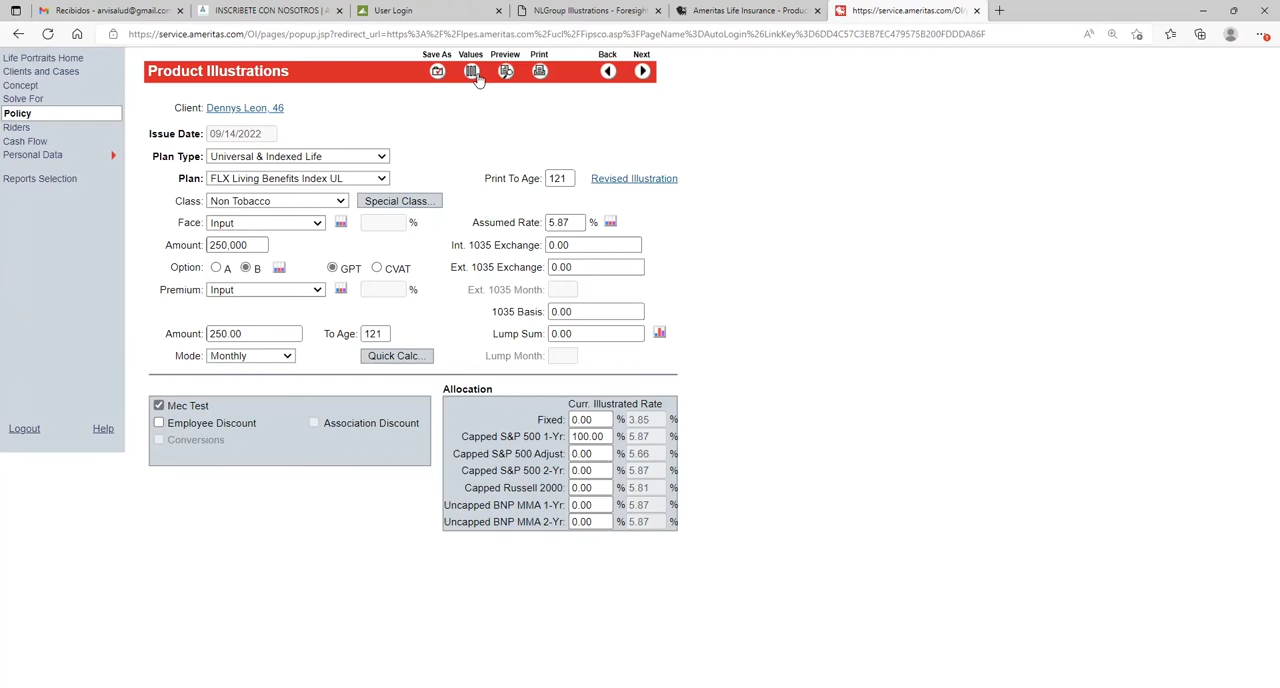 Recibidos - arvisalud@gmail.com
INSCRIBETE CON NOSOTROS | A
User Login
NLGroup Illustrations - Foresigh
Ameritas Life Insurance - Produc
https://service.ameritas.com/OI/
https://service.ameritas.com/OI/pages/popup.jsp?redirect_url=https%3A%2F%2Flpes.ameritas.com%2Fucl%2FFipsco.asp%3FPageName%3DAutoLogin%26LinkKey%3D6DD4C57C3EB7EC479575B200FDDDA86F
Life Portraits Home
Clients and Cases
Concept
Solve For
Policy
Riders
Cash Flow
Personal Data
Reports Selection
Logout Help
Save As Values Preview Print Back Next
Product Illustrations
Client: Dennys Leon, 46
Issue Date: 09/14/2022
Plan Type: Universal & Indexed Life
Plan: FLX Living Benefits Index UL Print To Age: 121 Revised Illustration
Class: Non Tobacco Special Class...
Face: Input % Assumed Rate: 5.87 %
Amount: 250,000 Int. 1035 Exchange: 0.00
Option: A B GPT CVAT Ext. 1035 Exchange: 0.00
Premium: Input % Ext. 1035 Month:
1035 Basis: 0.00
Amount: 250.00 To Age: 121 Lump Sum: 0.00
Mode: Monthly Quick Calc... Lump Month:
Mec Test
Employee Discount Association Discount
Conversions
Allocation
Curr. Illustrated Rate
Fixed: 0.00 % 3.85 %
Capped S&P 500 1-Yr: 100.00 % 5.87 %
Capped S&P 500 Adjust: 0.00 % 5.66 %
Capped S&P 500 2-Yr: 0.00 % 5.87 %
Capped Russell 2000: 0.00 % 5.81 %
Uncapped BNP MMA 1-Yr: 0.00 % 5.87 %
Uncapped BNP MMA 2-Yr: 0.00 % 5.87 %